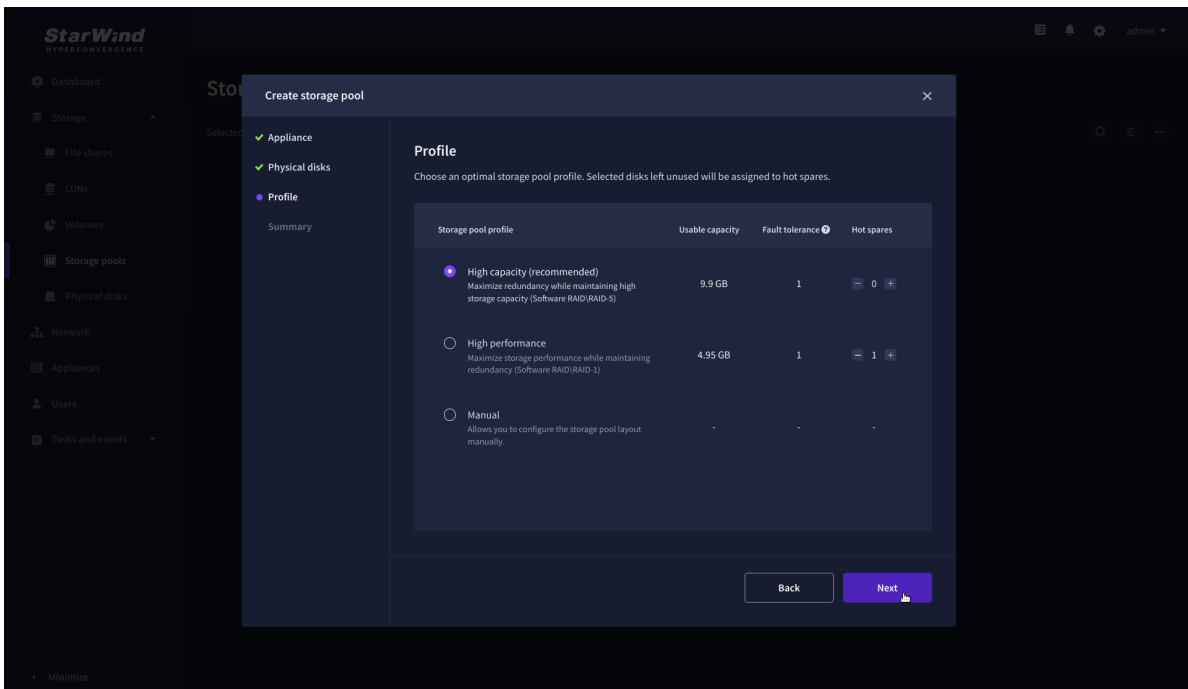 StarWind
HYPERCONVERGENCE
admin
Dashboard
Storage
File shares
LUNs
Volumes
Storage pools
Physical disks
Network
Appliances
Users
Tasks and events
Minimize
Stor
Selected
Create storage pool
Appliance
Physical disks
Profile
Summary
Profile
Choose an optimal storage pool profile. Selected disks left unused will be assigned to hot spares.
Storage pool profile Usable capacity Fault tolerance ? Hot spares
High capacity (recommended)
Maximize redundancy while maintaining high
storage capacity (Software RAID\RAID-5)
9.9 GB 1 − 0 +
High performance
Maximize storage performance while maintaining
redundancy (Software RAID\RAID-1)
4.95 GB 1 − 1 +
Manual
Allows you to configure the storage pool layout
manually.
- - -
Back Next